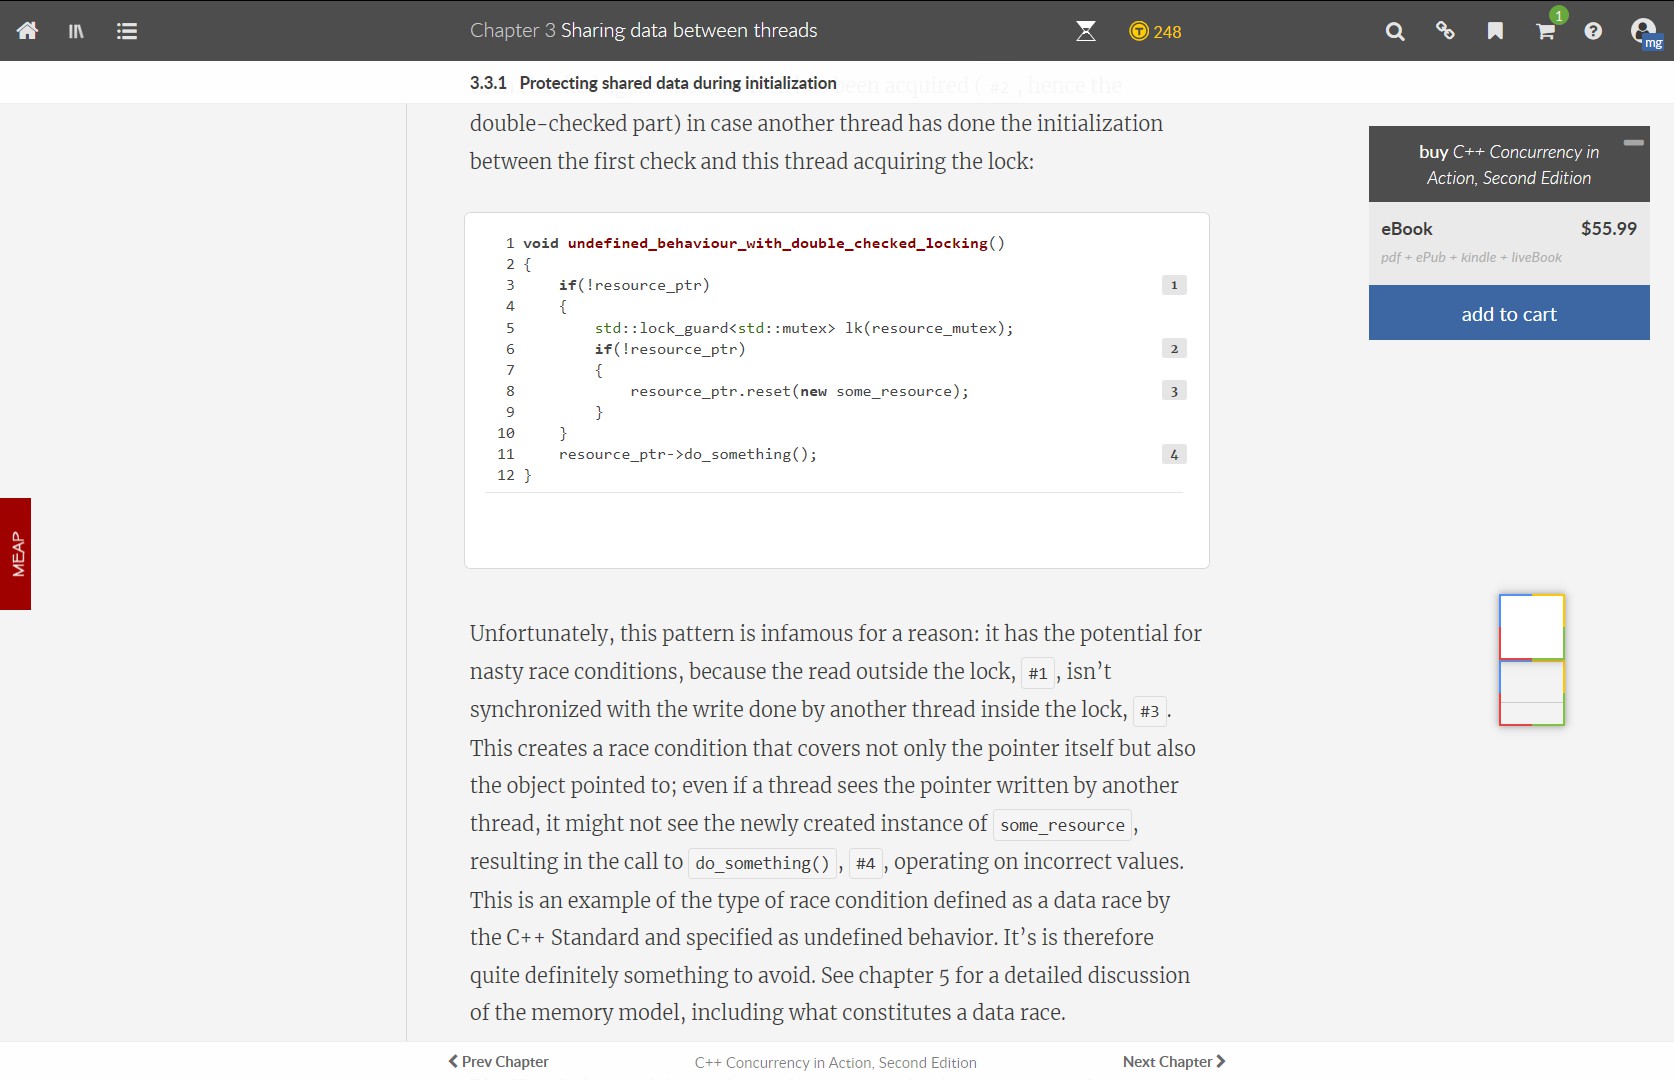 Chapter 3 Sharing data between threads
248
1
mg
3.3.1 Protecting shared data during initialization
been acquired ( #2 , hence the
double-checked part) in case another thread has done the initialization
between the first check and this thread acquiring the lock:
1 void undefined_behaviour_with_double_checked_locking()
2 {
3     if(!resource_ptr) 1
4     {
5         std::lock_guard<std::mutex> lk(resource_mutex);
6         if(!resource_ptr) 2
7         {
8             resource_ptr.reset(new some_resource); 3
9         }
10     }
11     resource_ptr->do_something(); 4
12 }
Unfortunately, this pattern is infamous for a reason: it has the potential for
nasty race conditions, because the read outside the lock, #1 , isn’t
synchronized with the write done by another thread inside the lock, #3 .
This creates a race condition that covers not only the pointer itself but also
the object pointed to; even if a thread sees the pointer written by another
thread, it might not see the newly created instance of some_resource ,
resulting in the call to do_something() , #4 , operating on incorrect values.
This is an example of the type of race condition defined as a data race by
the C++ Standard and specified as undefined behavior. It’s is therefore
quite definitely something to avoid. See chapter 5 for a detailed discussion
of the memory model, including what constitutes a data race.
Prev Chapter
C++ Concurrency in Action, Second Edition
Next Chapter
MEAP
buy C++ Concurrency in
Action, Second Edition
eBook $55.99
pdf + ePub + kindle + liveBook
add to cart